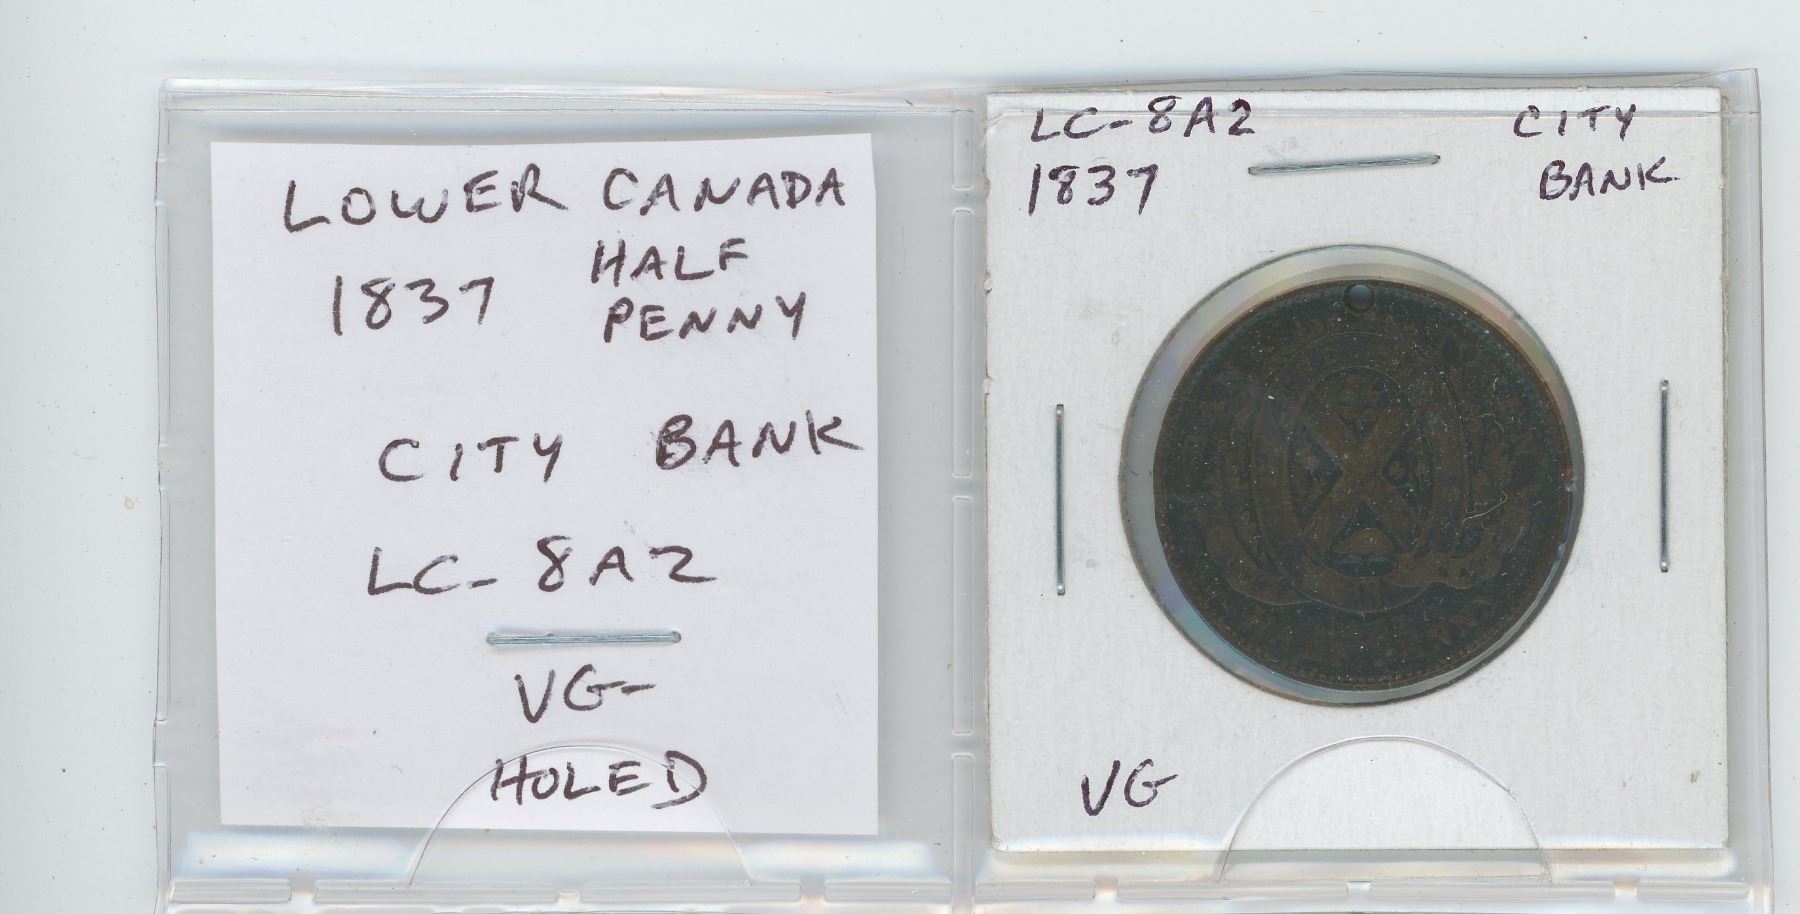 LOWER CANADA
1837 HALF
PENNY
CITY BANK
LC-8A2
VG-
HOLED
LC-8A2
1837
CITY
BANK
VG